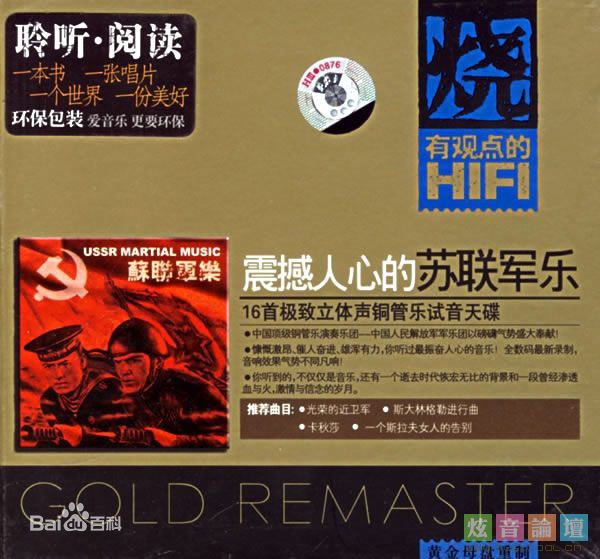 聆听·阅读
一本书 一张唱片
一个世界 一份美好
环保包装 爱音乐 更要环保
HⅢ●0876
烧
有观点的
HIFI
USSR MARTIAL MUSIC
蘇聯軍樂
震撼人心的苏联军乐
16首极致立体声铜管乐试音天碟
●中国顶级铜管乐演奏乐团——中国人民解放军军乐团以磅礴气势盛大奉献！
●慷慨激昂、催人奋进、雄浑有力，你听过最振奋人心的音乐！全数码最新录制，
音响效果气势不同凡响！
●你听到的，不仅仅是音乐，还有一个逝去时代恢宏无比的背景和一段曾经渗透
血与火，激情与信念的岁月。
推荐曲目： ●光荣的近卫军 ●斯大林格勒进行曲
●卡秋莎 ●一个斯拉夫女人的告别
GOLD REMASTER
Bai du 百科
炫音論壇
黄金母盘重制